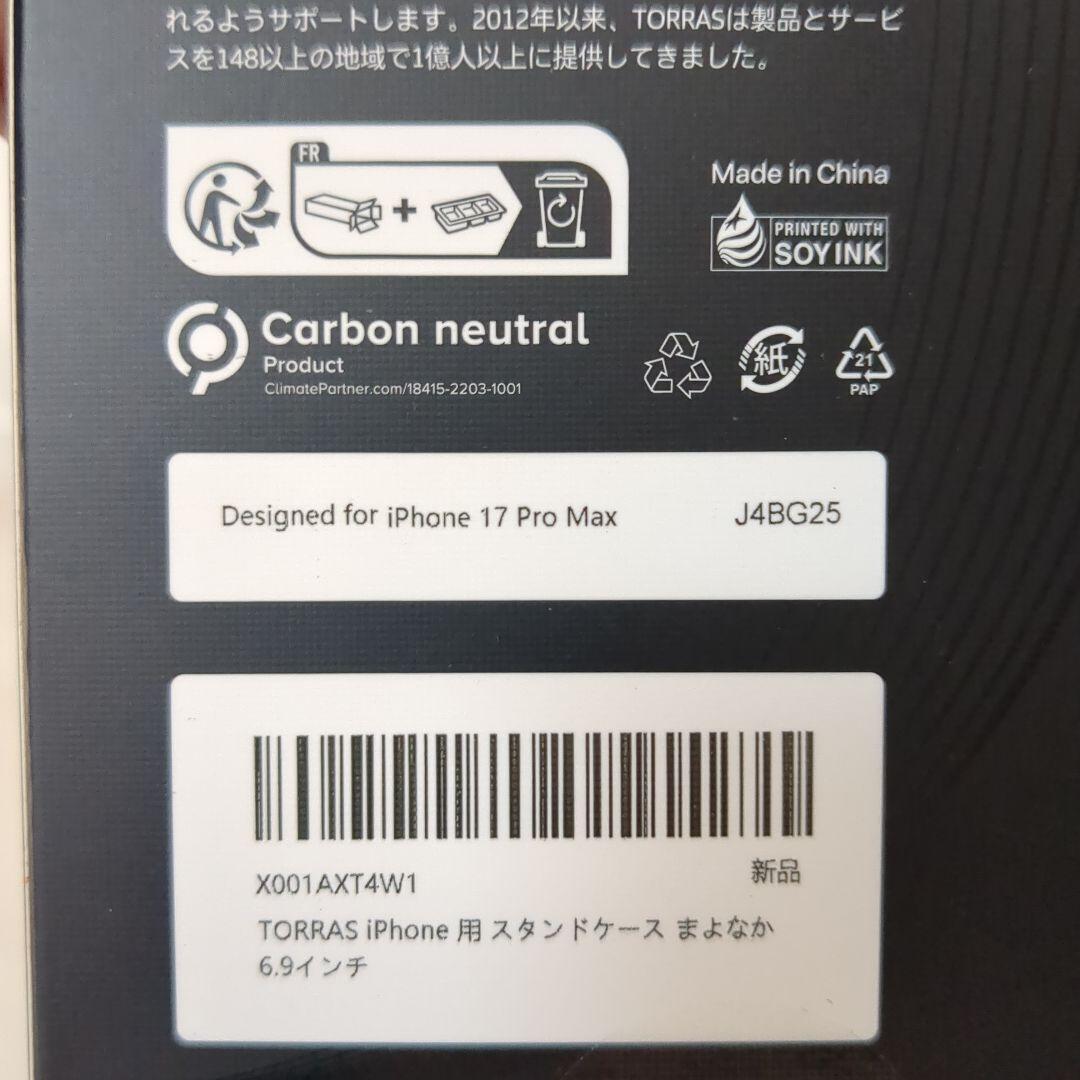 れるようサポートします。2012年以来、TORRASは製品とサービ
スを148以上の地域で1億人以上に提供してきました。
FR
Made in China
PRINTED WITH
SOY INK
Carbon neutral
Product
ClimatePartner.com/18415-2203-1001
紙
21
PAP
Designed for iPhone 17 Pro Max J4BG25
X001AXT4W1 新品
TORRAS iPhone 用 スタンドケース まよなか
6.9インチ